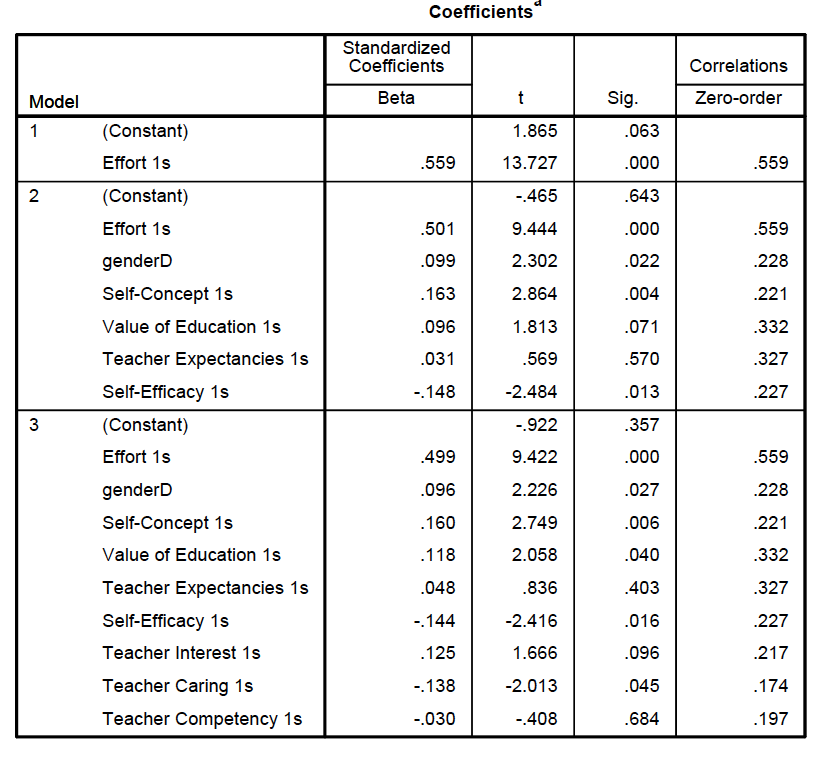 Coefficientsᵃ
Model Standardized Coefficients t Sig. Correlations
Beta Zero-order
1 (Constant) 1.865 .063
Effort 1s .559 13.727 .000 .559
2 (Constant) -.465 .643
Effort 1s .501 9.444 .000 .559
genderD .099 2.302 .022 .228
Self-Concept 1s .163 2.864 .004 .221
Value of Education 1s .096 1.813 .071 .332
Teacher Expectancies 1s .031 .569 .570 .327
Self-Efficacy 1s -.148 -2.484 .013 .227
3 (Constant) -.922 .357
Effort 1s .499 9.422 .000 .559
genderD .096 2.226 .027 .228
Self-Concept 1s .160 2.749 .006 .221
Value of Education 1s .118 2.058 .040 .332
Teacher Expectancies 1s .048 .836 .403 .327
Self-Efficacy 1s -.144 -2.416 .016 .227
Teacher Interest 1s .125 1.666 .096 .217
Teacher Caring 1s -.138 -2.013 .045 .174
Teacher Competency 1s -.030 -.408 .684 .197